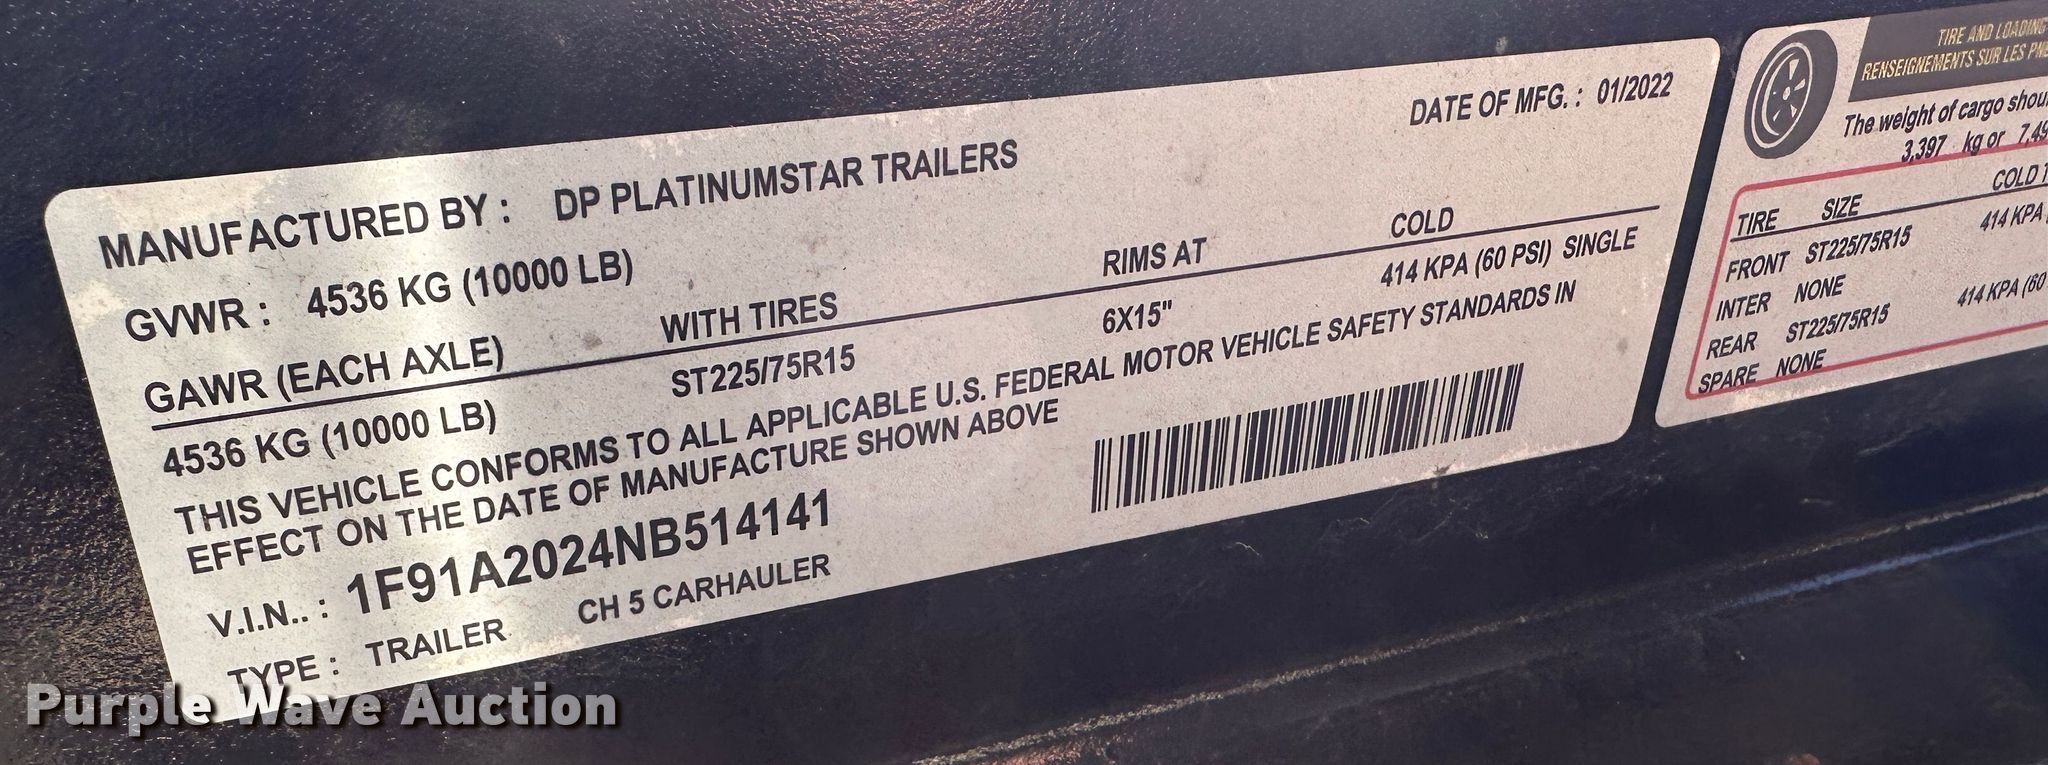 MANUFACTURED BY : DP PLATINUMSTAR TRAILERS DATE OF MFG. : 01/2022
GVWR : 4536 KG (10000 LB)
GAWR (EACH AXLE) WITH TIRES RIMS AT COLD
4536 KG (10000 LB) ST225/75R15 6X15" 414 KPA (60 PSI) SINGLE
THIS VEHICLE CONFORMS TO ALL APPLICABLE U.S. FEDERAL MOTOR VEHICLE SAFETY STANDARDS IN
EFFECT ON THE DATE OF MANUFACTURE SHOWN ABOVE
V.I.N.. : 1F91A2024NB514141
TYPE : TRAILER CH 5 CARHAULER
TIRE AND LOADING
RENSEIGNEMENTS SUR LES
The weight of cargo
3,397 kg or
TIRE SIZE COLD
FRONT ST225/75R15 414 KPA
INTER NONE
REAR ST225/75R15 414 KPA (60
SPARE NONE
Purple Wave Auction